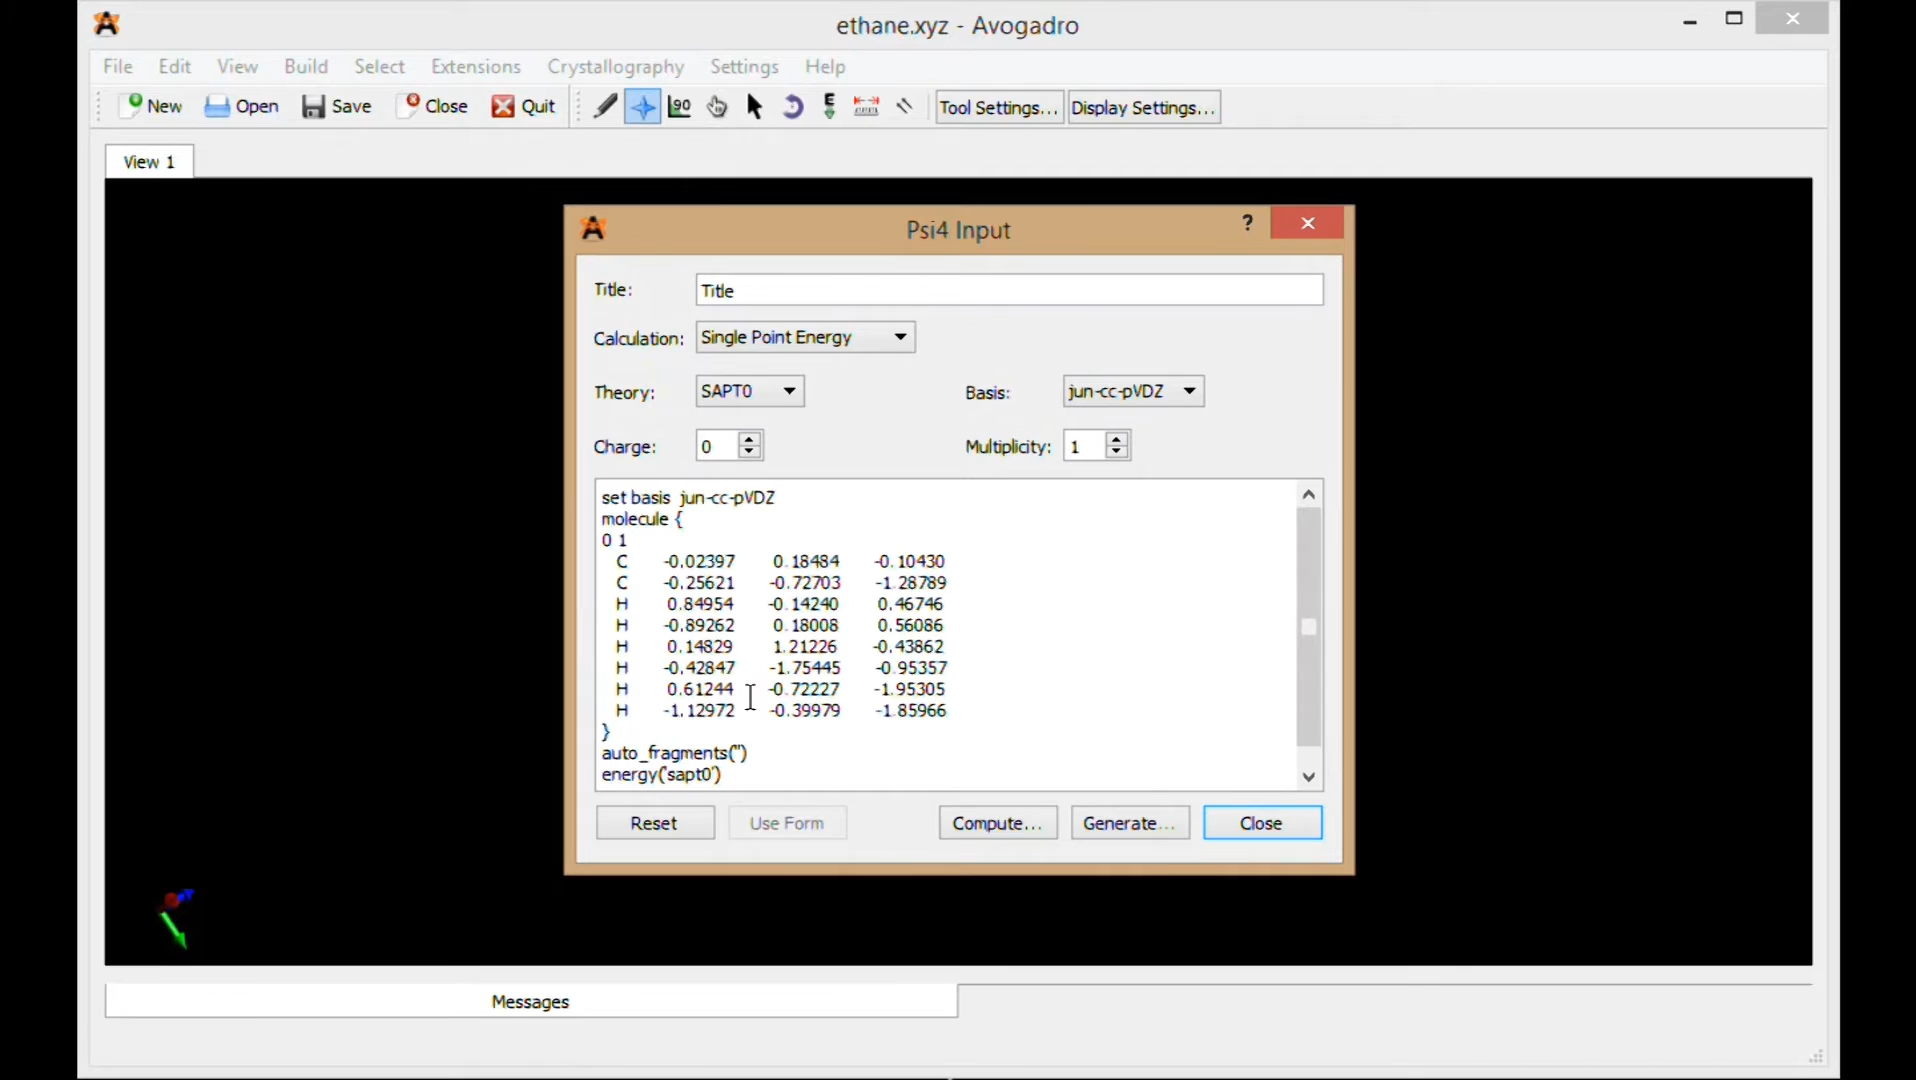 ethane.xyz - Avogadro
File Edit View Build Select Extensions Crystallography Settings Help
New Open Save Close Quit 90 E Tool Settings... Display Settings...
View 1
Psi4 Input
?
Title: Title
Calculation: Single Point Energy
Theory: SAPT0 Basis: jun-cc-pVDZ
Charge: 0 Multiplicity: 1
set basis jun-cc-pVDZ
molecule {
0 1
C -0.02397 0.18484 -0.10430
C -0.25621 -0.72703 -1.28789
H 0.84954 -0.14240 0.46746
H -0.89262 0.18008 0.56086
H 0.14829 1.21226 -0.43862
H -0.42847 -1.75445 -0.95357
H 0.61244 -0.72227 -1.95305
H -1.12972 -0.39979 -1.85966
}
auto_fragments('')
energy('sapt0')
Reset Use Form Compute... Generate... Close
Messages